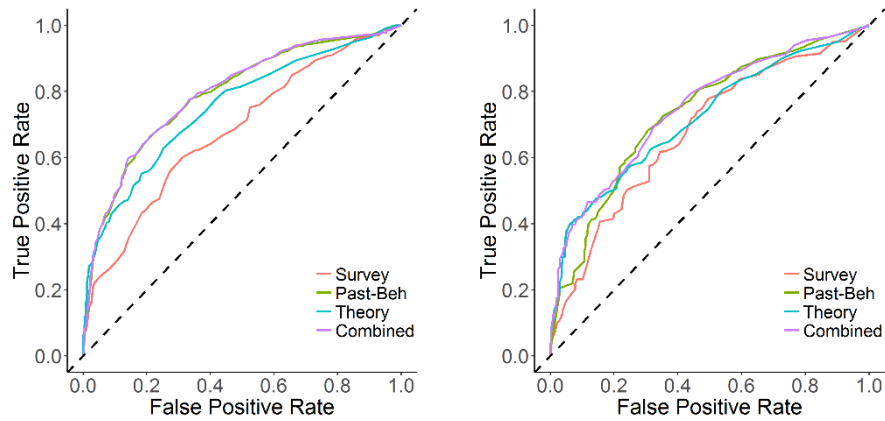 True Positive Rate
1.0
0.8
0.6
0.4
0.2
0.0
Survey
Past-Beh
Theory
Combined
0.0 0.2 0.4 0.6 0.8 1.0
False Positive Rate
True Positive Rate
1.0
0.8
0.6
0.4
0.2
0.0
Survey
Past-Beh
Theory
Combined
0.0 0.2 0.4 0.6 0.8 1.0
False Positive Rate